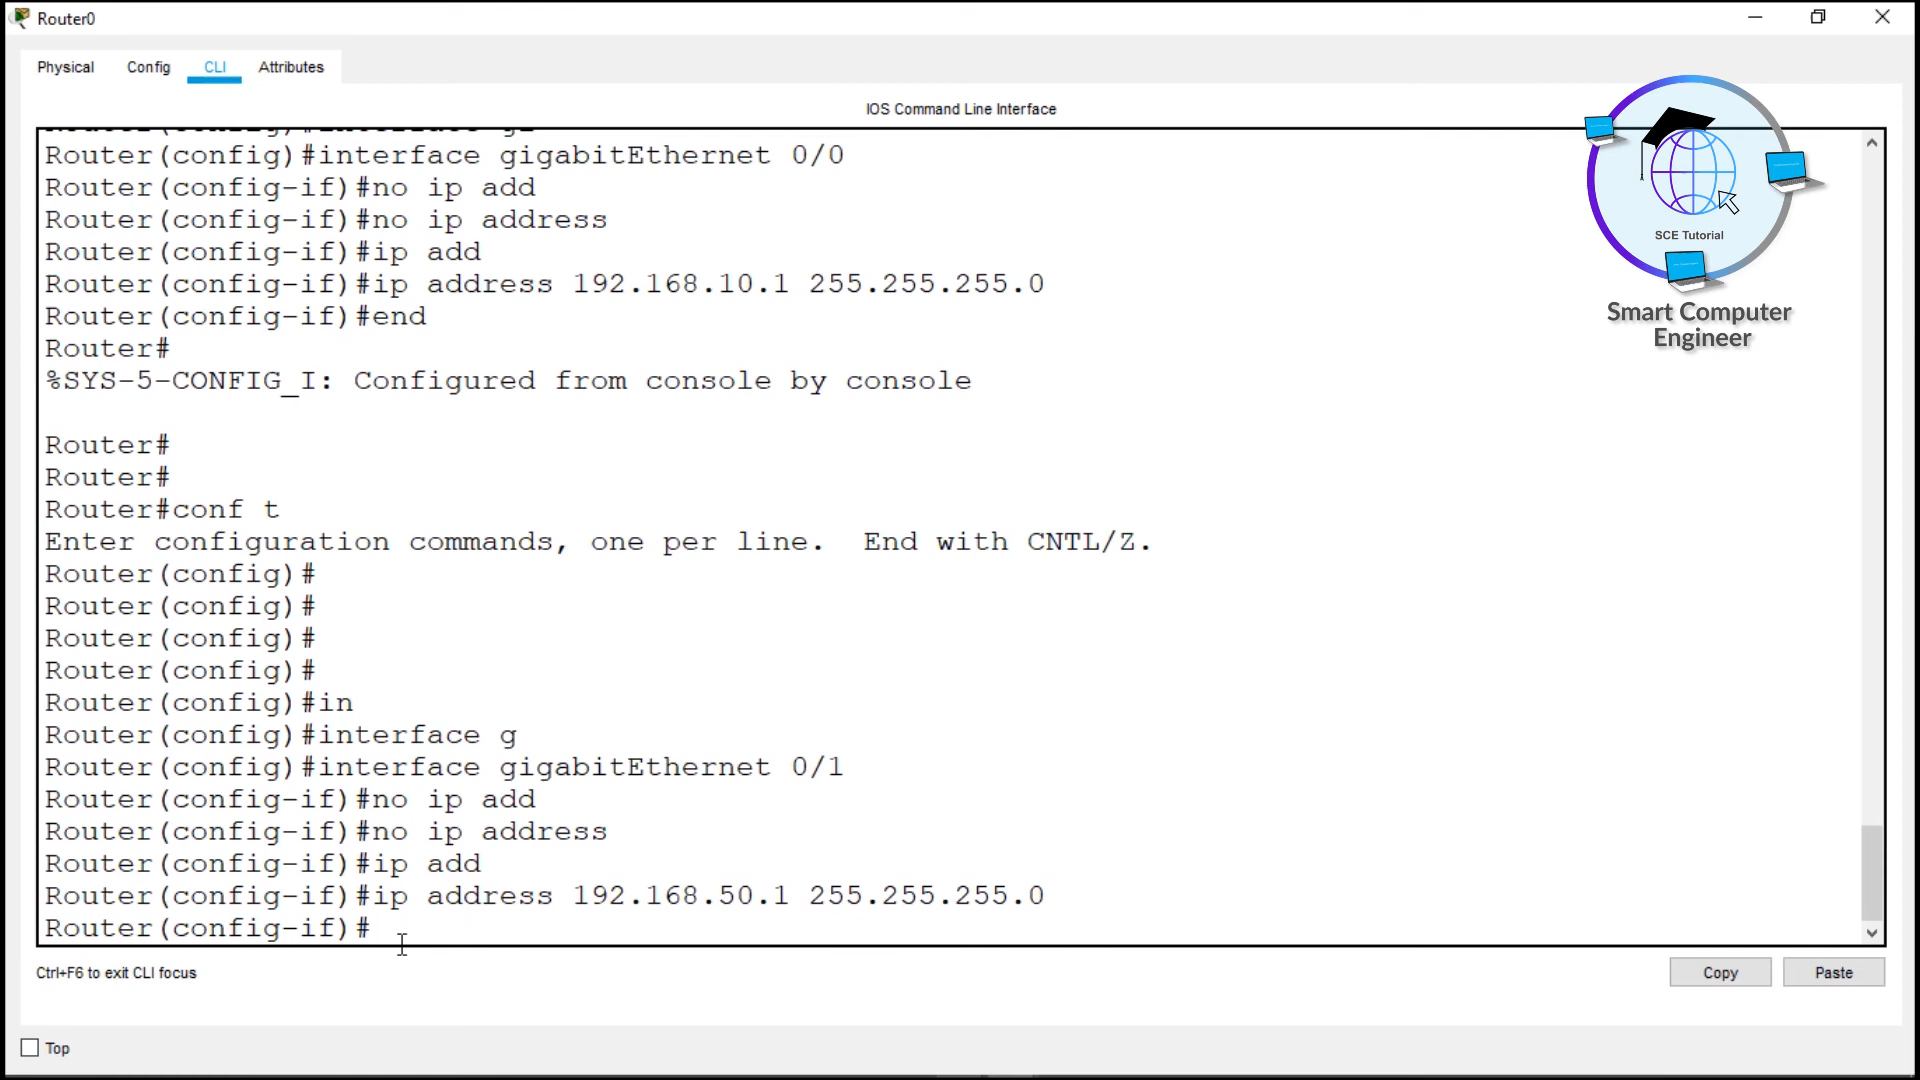 Router0
Physical Config CLI Attributes
IOS Command Line Interface
Router(config)#interface gi
Router(config)#interface gigabitEthernet 0/0
Router(config-if)#no ip add
Router(config-if)#no ip address
Router(config-if)#ip add
Router(config-if)#ip address 192.168.10.1 255.255.255.0
Router(config-if)#end
Router#
%SYS-5-CONFIG_I: Configured from console by console
Router#
Router#
Router#conf t
Enter configuration commands, one per line.  End with CNTL/Z.
Router(config)#
Router(config)#
Router(config)#
Router(config)#
Router(config)#in
Router(config)#interface g
Router(config)#interface gigabitEthernet 0/1
Router(config-if)#no ip add
Router(config-if)#no ip address
Router(config-if)#ip add
Router(config-if)#ip address 192.168.50.1 255.255.255.0
Router(config-if)#
SCE Tutorial
Smart Computer
Engineer
Ctrl+F6 to exit CLI focus
Copy Paste
Top